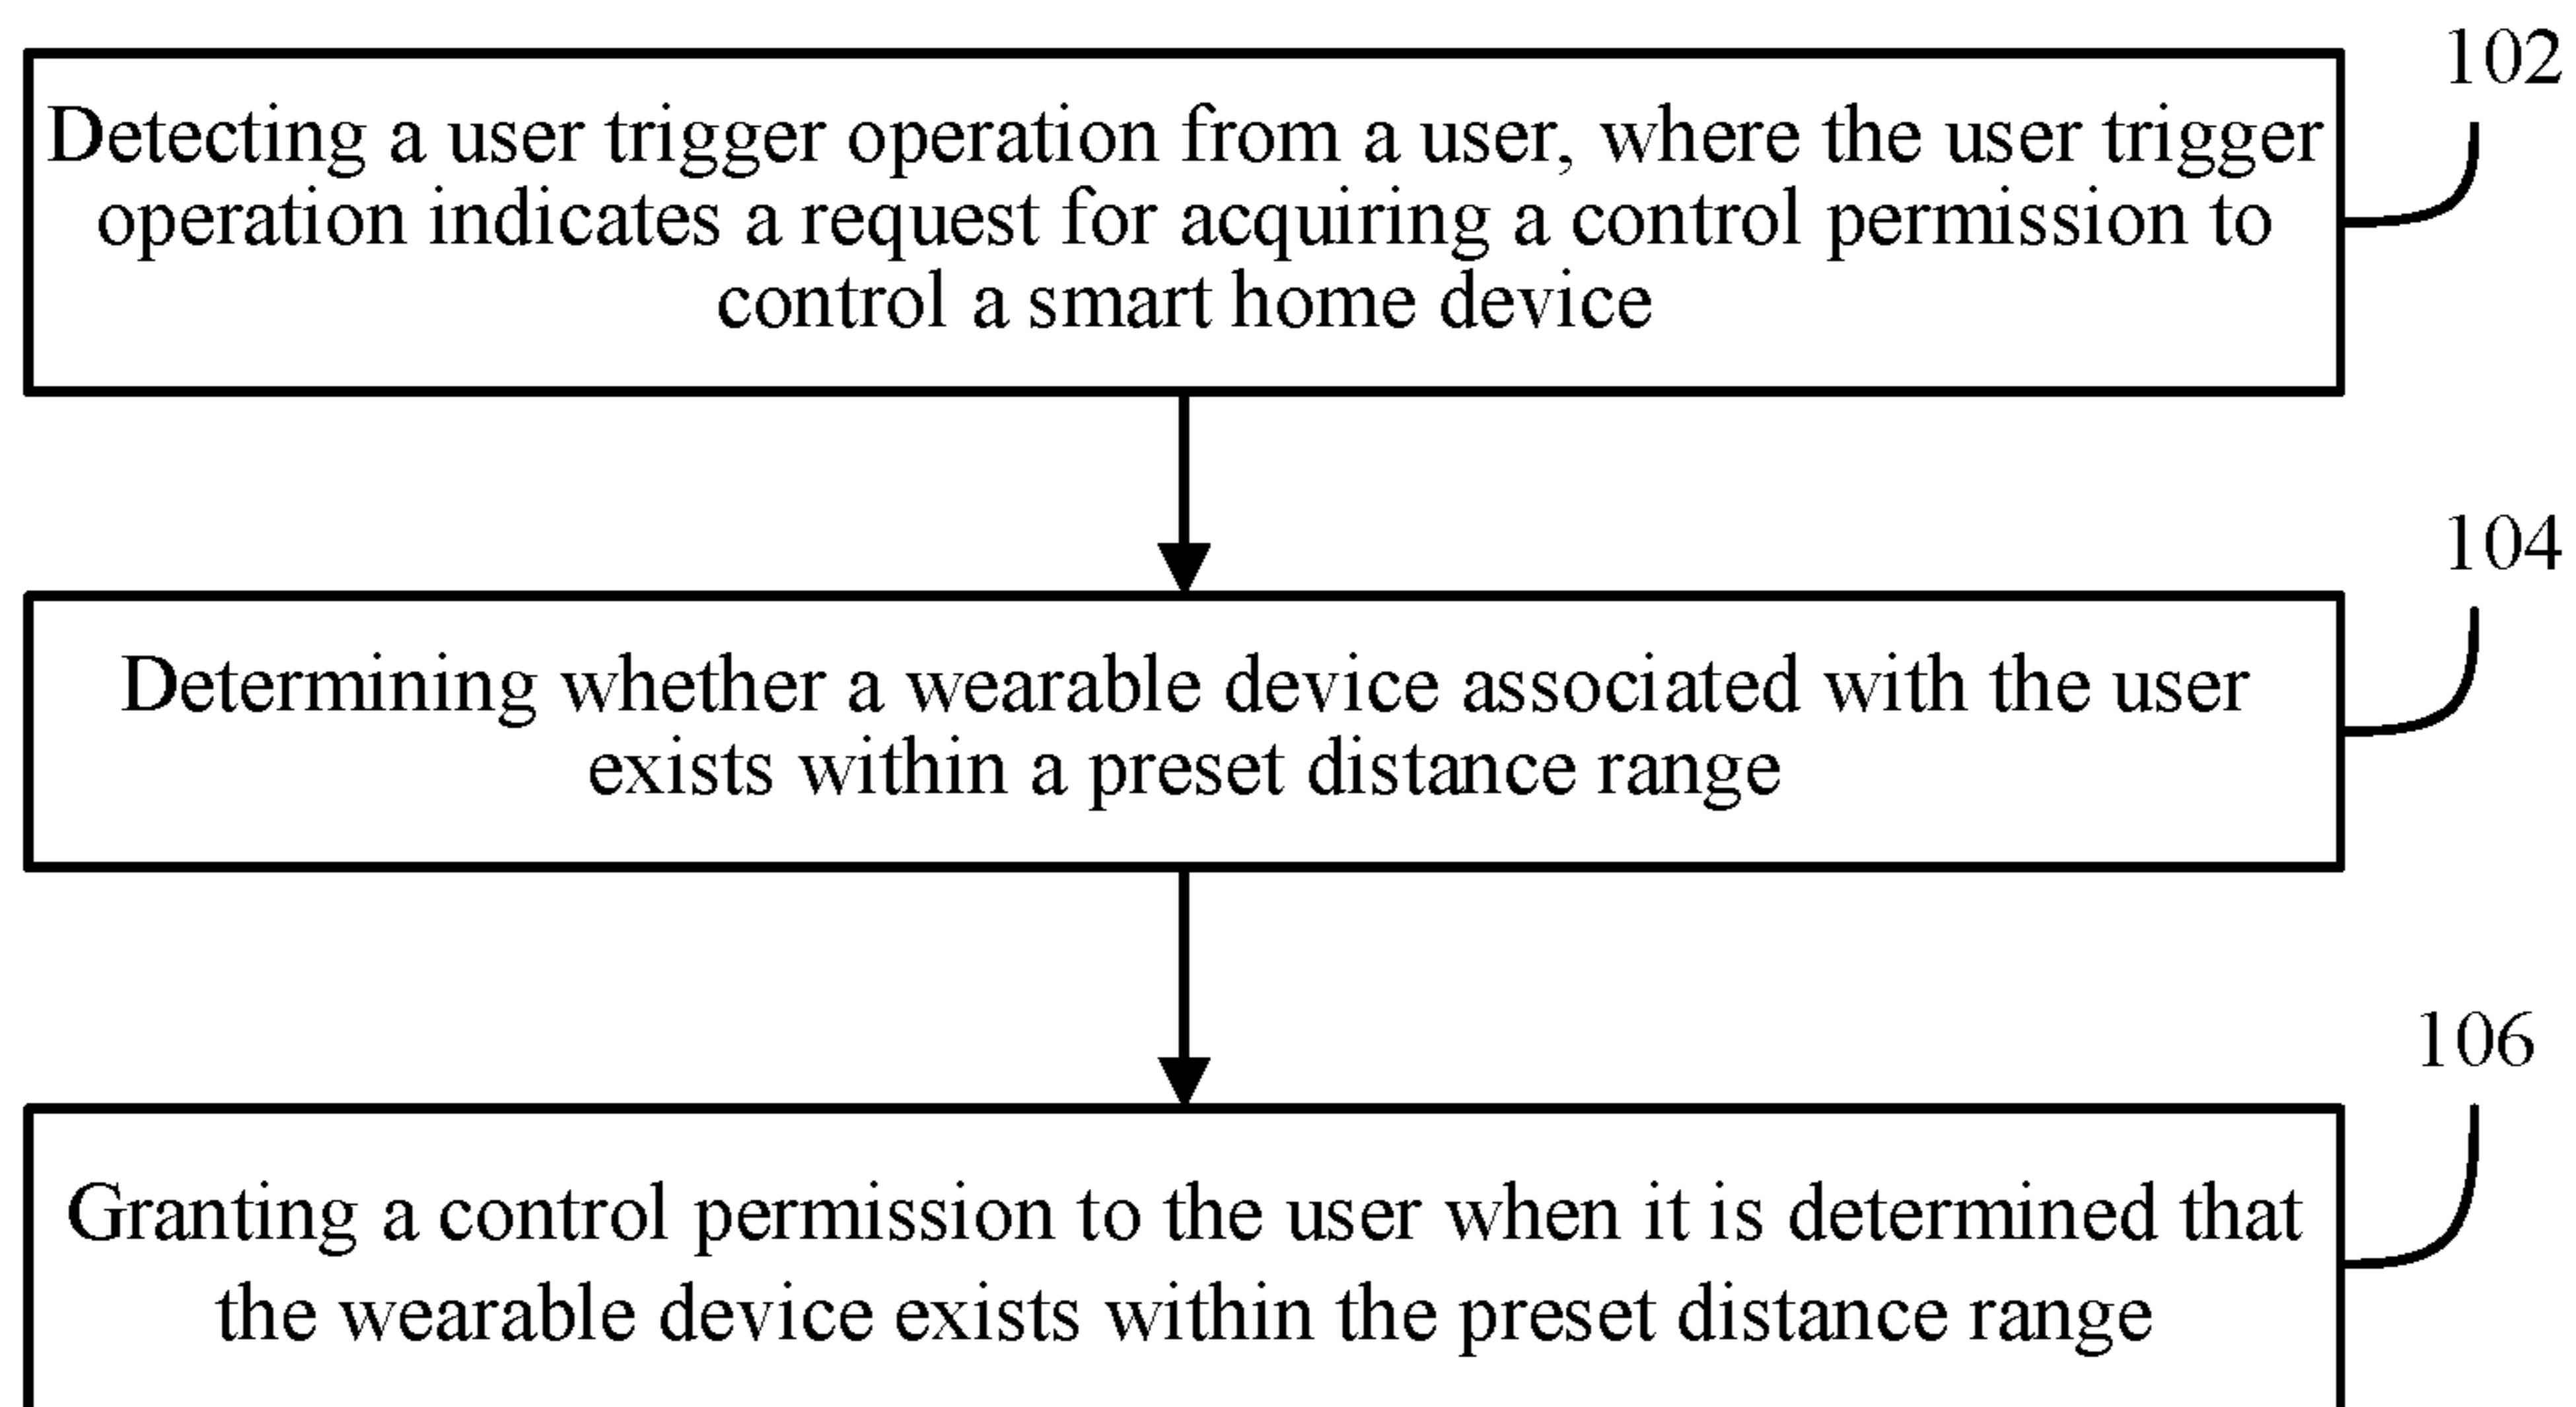 102
Detecting a user trigger operation from a user, where the user trigger
operation indicates a request for acquiring a control permission to
control a smart home device
104
Determining whether a wearable device associated with the user
exists within a preset distance range
106
Granting a control permission to the user when it is determined that
the wearable device exists within the preset distance range